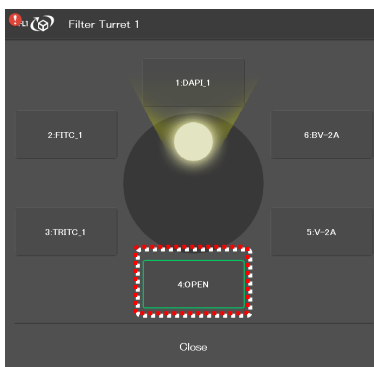 Filter Turret 1
1:DAPI_1
2:FITC_1
6:BV-2A
3:TRITC_1
5:V-2A
4:OPEN
Close